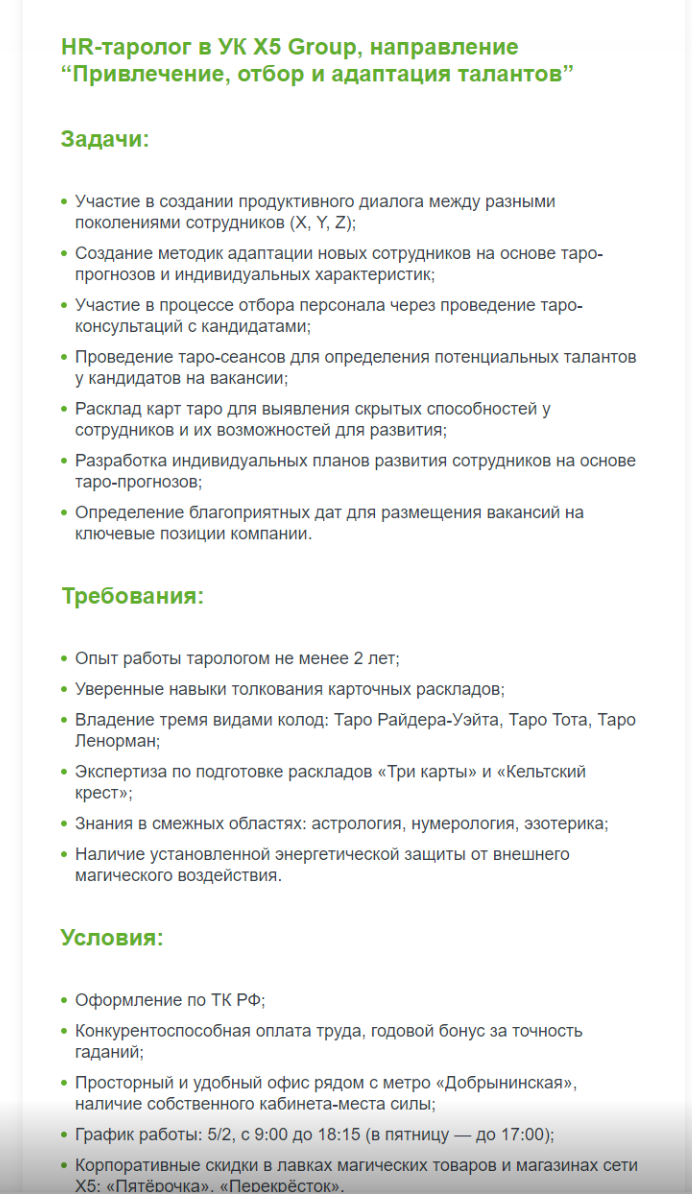 HR-таролог в УК X5 Group, направление
“Привлечение, отбор и адаптация талантов”
Задачи:
• Участие в создании продуктивного диалога между разными
поколениями сотрудников (X, Y, Z);
• Создание методик адаптации новых сотрудников на основе таро-
прогнозов и индивидуальных характеристик;
• Участие в процессе отбора персонала через проведение таро-
консультаций с кандидатами;
• Проведение таро-сеансов для определения потенциальных талантов
у кандидатов на вакансии;
• Расклад карт таро для выявления скрытых способностей у
сотрудников и их возможностей для развития;
• Разработка индивидуальных планов развития сотрудников на основе
таро-прогнозов;
• Определение благоприятных дат для размещения вакансий на
ключевые позиции компании.
Требования:
• Опыт работы тарологом не менее 2 лет;
• Уверенные навыки толкования карточных раскладов;
• Владение тремя видами колод: Таро Райдера-Уэйта, Таро Тота, Таро
Ленорман;
• Экспертиза по подготовке раскладов «Три карты» и «Кельтский
крест»;
• Знания в смежных областях: астрология, нумерология, эзотерика;
• Наличие установленной энергетической защиты от внешнего
магического воздействия.
Условия:
• Оформление по ТК РФ;
• Конкурентоспособная оплата труда, годовой бонус за точность
гаданий;
• Просторный и удобный офис рядом с метро «Добрынинская»,
наличие собственного кабинета-места силы;
• График работы: 5/2, с 9:00 до 18:15 (в пятницу — до 17:00);
• Корпоративные скидки в лавках магических товаров и магазинах сети
X5: «Пятёрочка», «Перекрёсток».